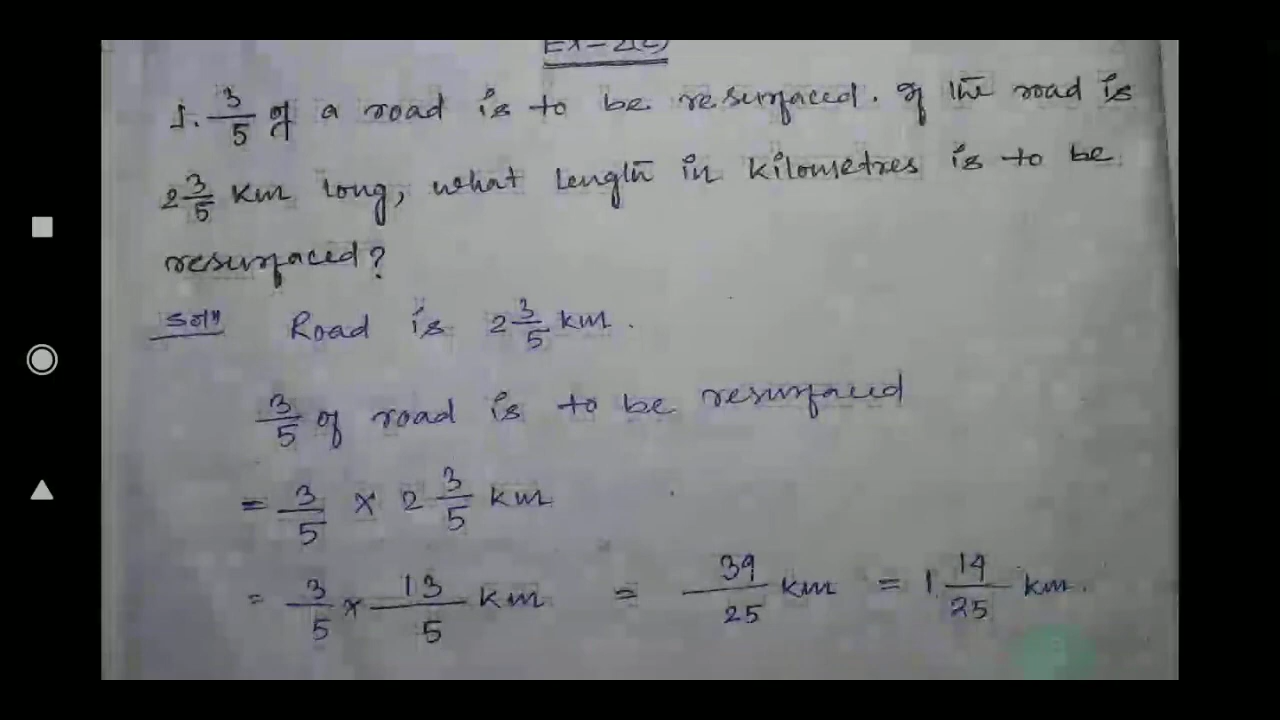 Ex-2(c)
1. 3/5 of a road is to be resurfaced. If the road is
2 3/5 km long, what length in kilometres is to be
resurfaced?
Soln Road is 2 3/5 km.
3/5 of road is to be resurfaced
= 3/5 × 2 3/5 km
= 3/5 × 13/5 km = 39/25 km = 1 14/25 km.